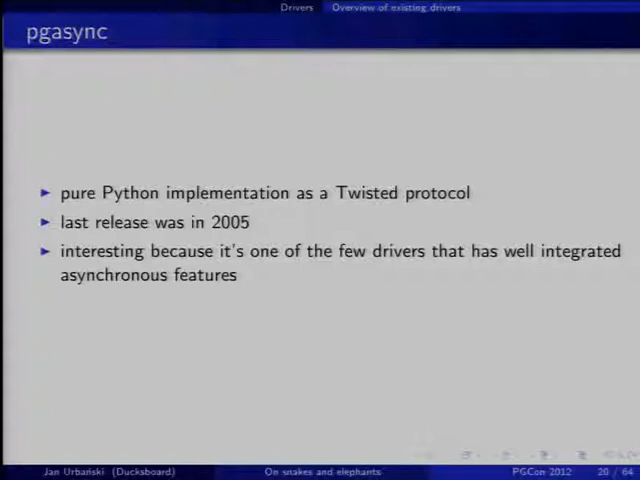 Drivers Overview of existing drivers
pgasync
pure Python implementation as a Twisted protocol
last release was in 2005
interesting because it's one of the few drivers that has well integrated
asynchronous features
Jan Urbański (Ducksboard) On snakes and elephants PGCon 2012 20 / 64